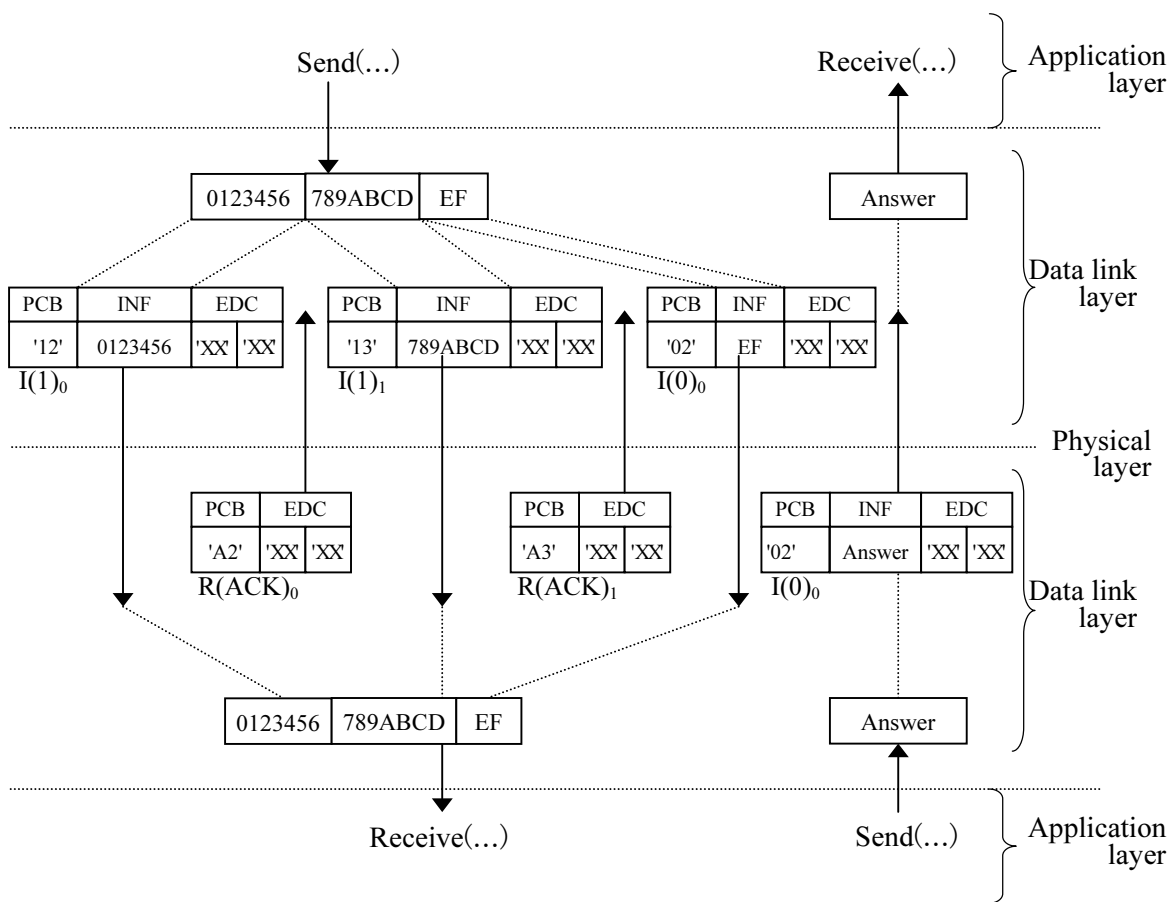 Send(…)
Receive(…)
Application
layer
0123456 789ABCD EF
Answer
Data link
layer
PCB INF EDC
'12' 0123456 'XX' 'XX'
I(1)₀
PCB INF EDC
'13' 789ABCD 'XX' 'XX'
I(1)₁
PCB INF EDC
'02' EF 'XX' 'XX'
I(0)₀
Physical
layer
PCB EDC
'A2' 'XX' 'XX'
R(ACK)₀
PCB EDC
'A3' 'XX' 'XX'
R(ACK)₁
PCB INF EDC
'02' Answer 'XX' 'XX'
I(0)₀
Data link
layer
0123456 789ABCD EF
Answer
Receive(…)
Send(…)
Application
layer